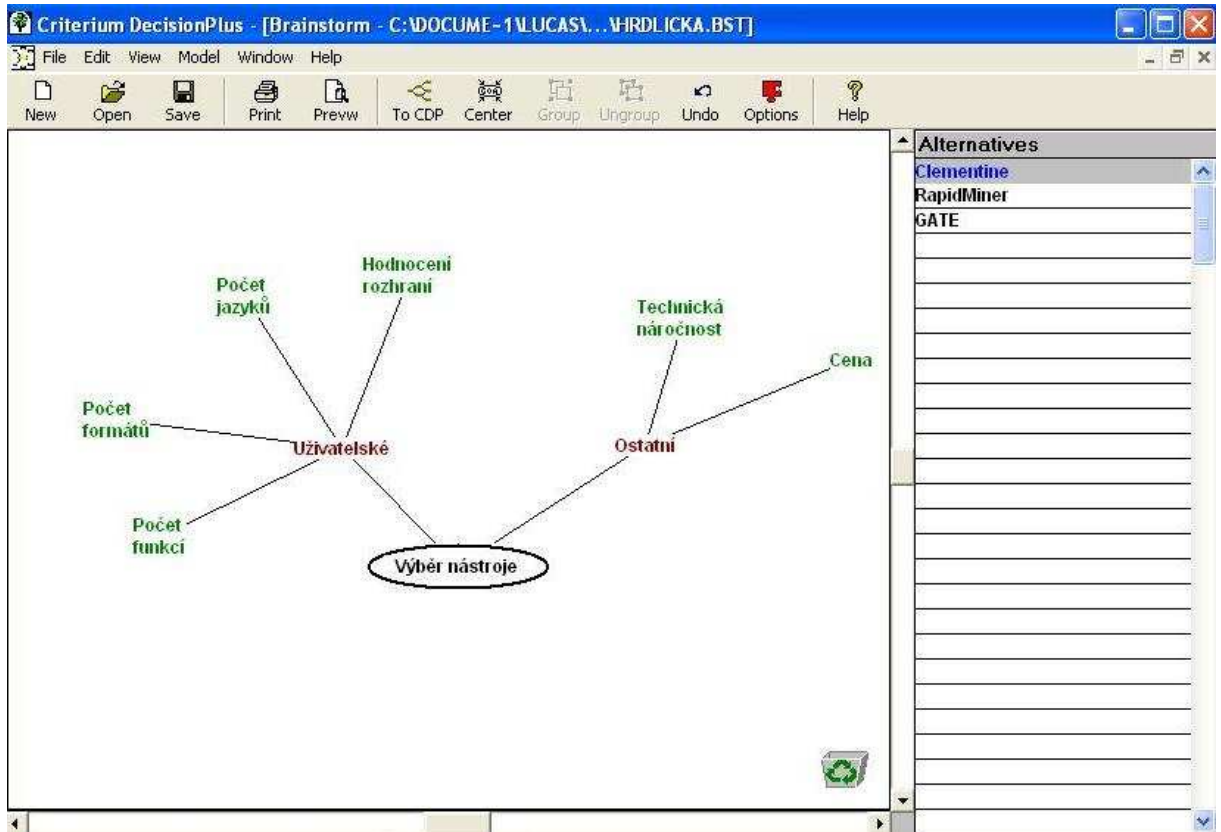 Criterium DecisionPlus - [Brainstorm - C:\DOCUME~1\LUCAS\...\HRDLICKA.BST]
File Edit View Model Window Help
New Open Save Print Prevw To CDP Center Group Ungroup Undo Options Help
Alternatives
Clementine
RapidMiner
GATE
Hodnocení
rozhraní
Počet
jazyků
Technická
náročnost
Cena
Počet
formátů
Uživatelské
Ostatní
Počet
funkcí
Výběr nástroje